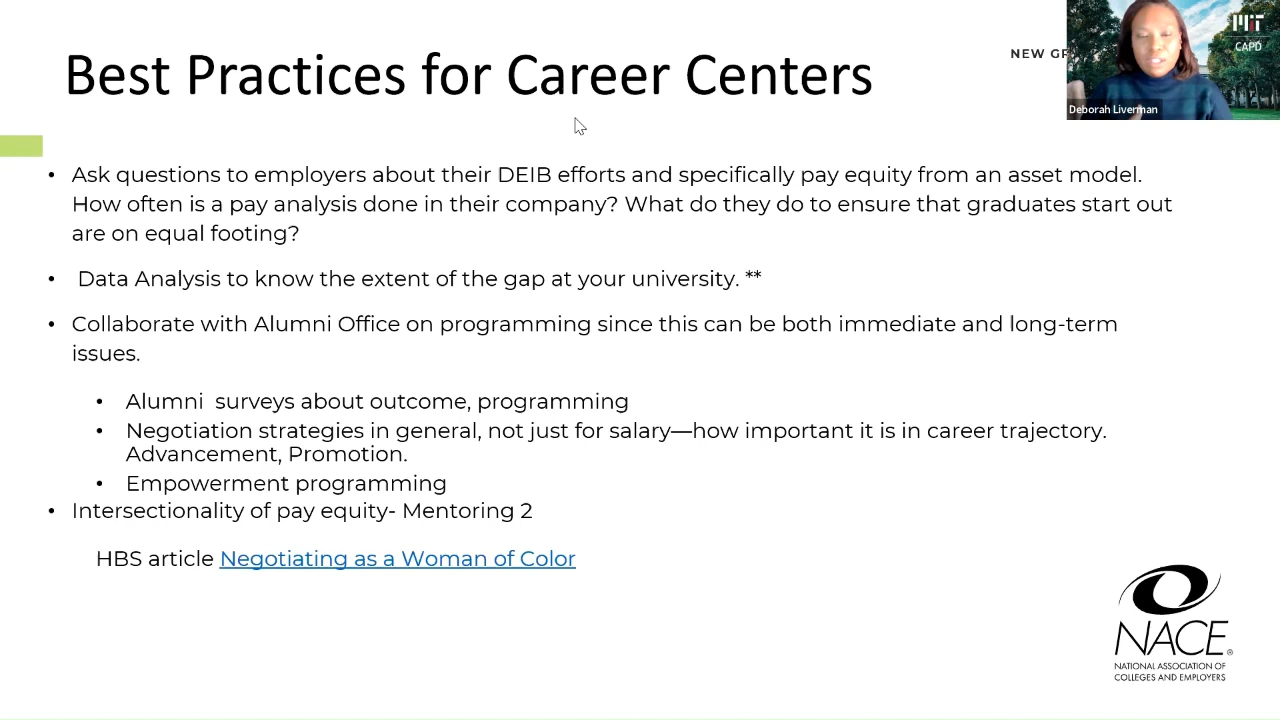 Best Practices for Career Centers
NEW
MIT
CAPD
Deborah Liverman
• Ask questions to employers about their DEIB efforts and specifically pay equity from an asset model.
How often is a pay analysis done in their company? What do they do to ensure that graduates start out
are on equal footing?
• Data Analysis to know the extent of the gap at your university. **
• Collaborate with Alumni Office on programming since this can be both immediate and long-term
issues.
• Alumni  surveys about outcome, programming
• Negotiation strategies in general, not just for salary—how important it is in career trajectory.
Advancement, Promotion.
• Empowerment programming
• Intersectionality of pay equity- Mentoring 2
HBS article Negotiating as a Woman of Color
NACE®
NATIONAL ASSOCIATION OF
COLLEGES AND EMPLOYERS